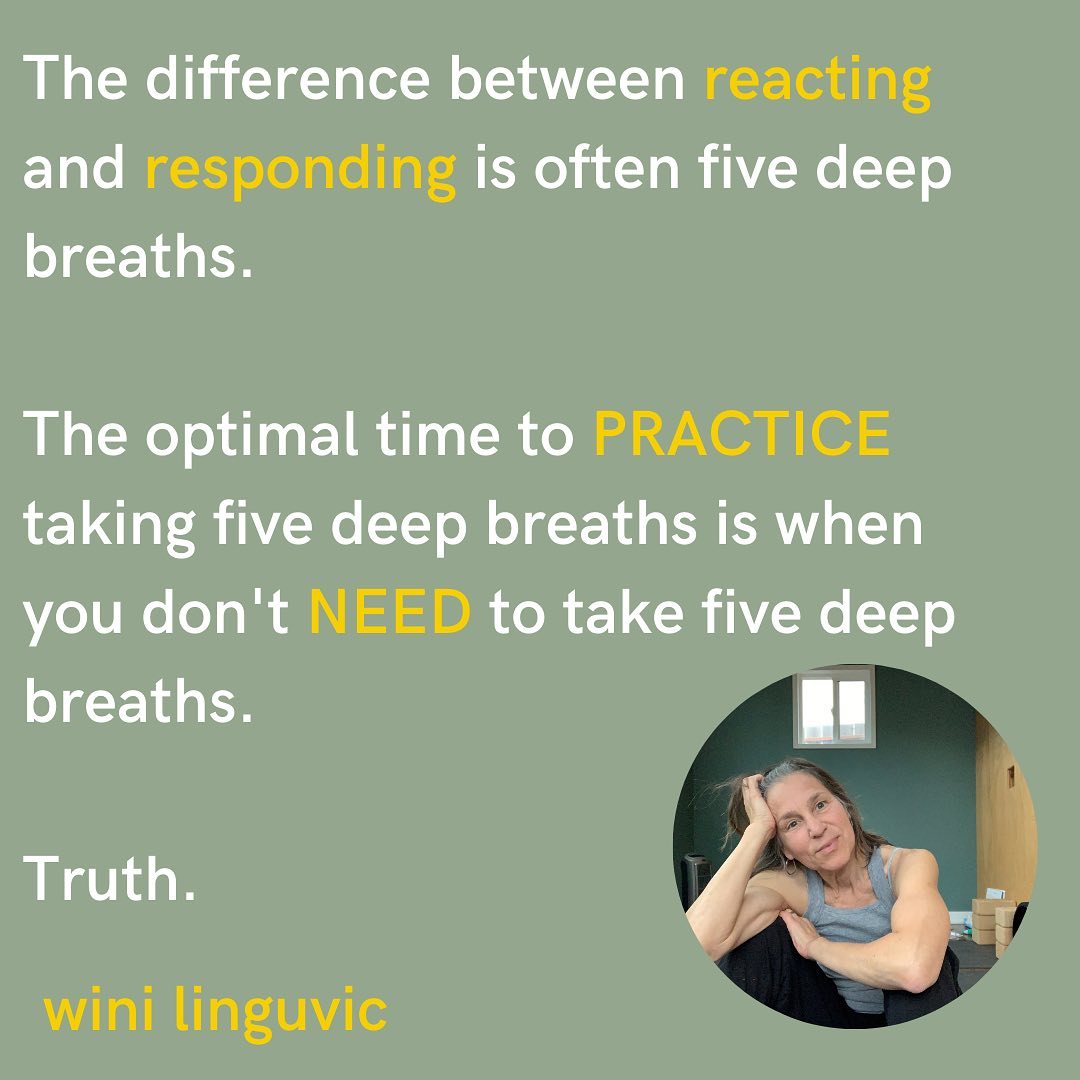 The difference between reacting
and responding is often five deep
breaths.
The optimal time to PRACTICE
taking five deep breaths is when
you don't NEED to take five deep
breaths.
Truth.
wini linguvic